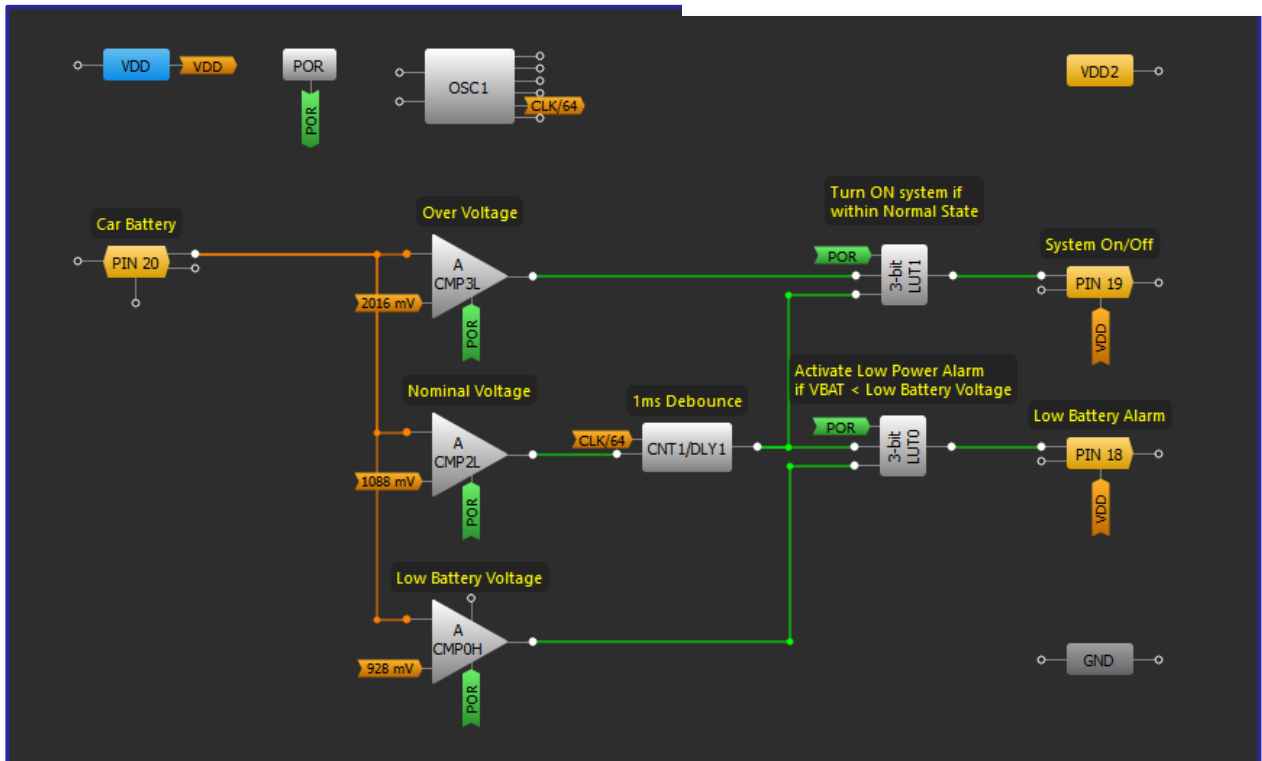 VDD
VDD
POR
POR
OSC1
CLK/64
VDD2
Car Battery
PIN 20
Over Voltage
A
CMP3L
2016 mV
POR
Turn ON system if
within Normal State
POR
3-bit
LUT1
System On/Off
PIN 19
VDD
Nominal Voltage
A
CMP2L
1088 mV
POR
1ms Debounce
CLK/64
CNT1/DLY1
Activate Low Power Alarm
if VBAT < Low Battery Voltage
POR
3-bit
LUT0
Low Battery Alarm
PIN 18
VDD
Low Battery Voltage
A
CMP0H
928 mV
POR
GND